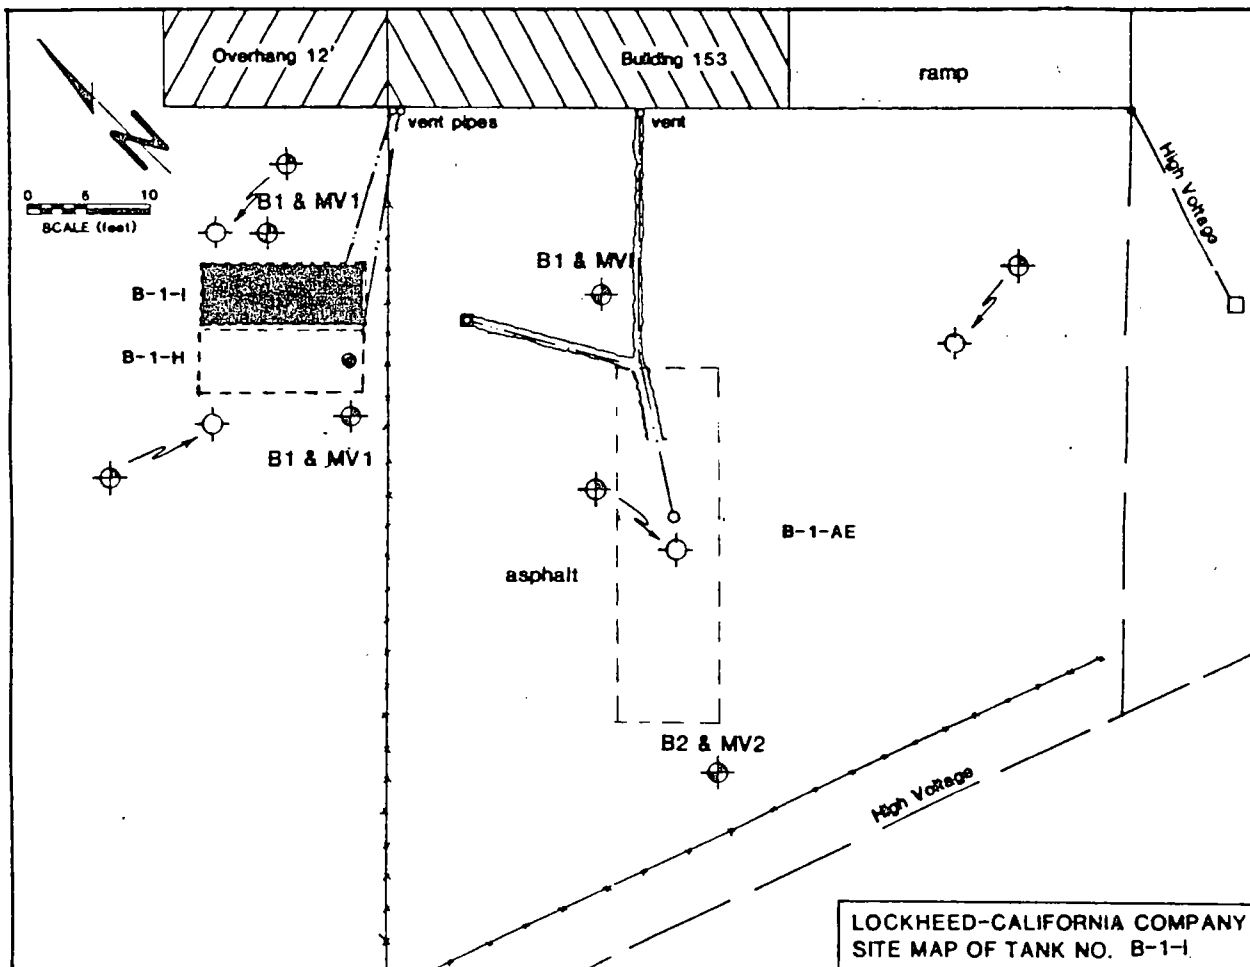 Overhang 12'
Building 153
ramp
vent pipes
vent
High Voltage
N
0 5 10
SCALE (feet)
B1 & MV1
B1 & MV1
B-1-I
B-1-H
B1 & MV1
B-1-AE
asphalt
B2 & MV2
High Voltage
LOCKHEED-CALIFORNIA COMPANY
SITE MAP OF TANK NO. B-1-I